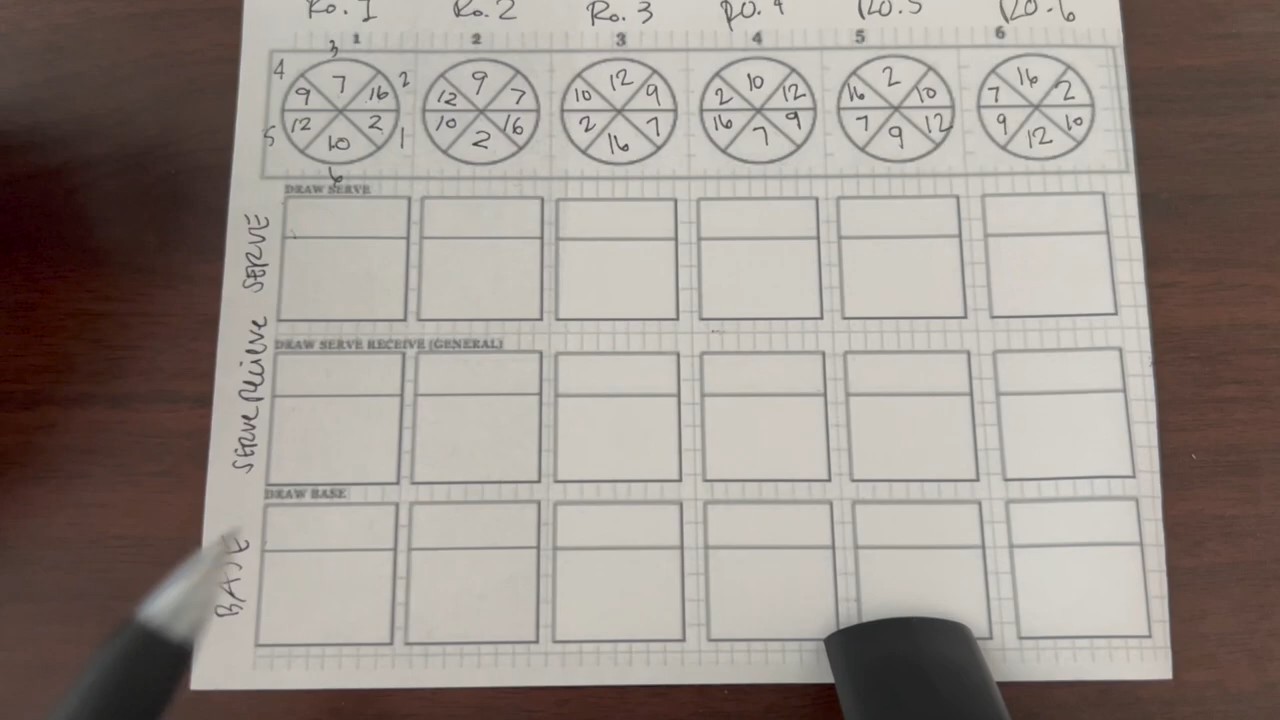 Ro. 1 Ro. 2 Ro. 3 RO. 4 RO. 5 RO. 6
1 2 3 4 5 6
3
4 7 2
9 16
12 2
5 10 1
6
9
12 7
10 16
2
12
10 9
2 7
16
10
2 12
16 9
7
2
16 10
7 12
9
16
7 2
9 10
12
DRAW SERVE
SERVE
DRAW SERVE RECEIVE (GENERAL)
SERVE RECIEVE
DRAW BASE
BASE